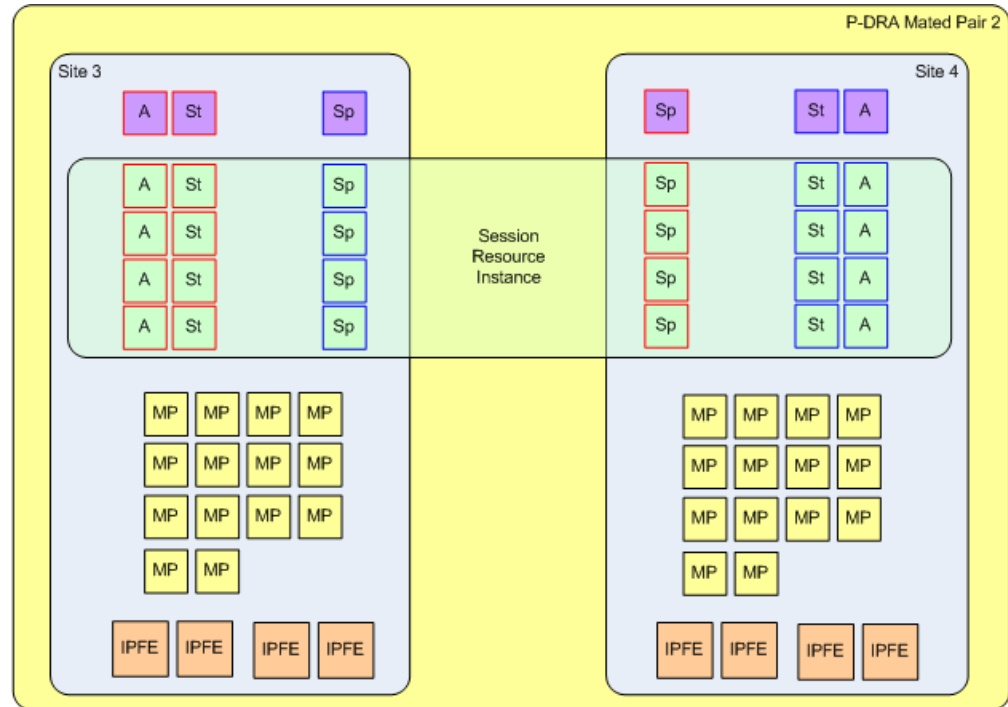 P-DRA Mated Pair 2
Site 3
Site 4
A St Sp
Sp St A
A St Sp
Sp St A
A St Sp
Sp St A
A St Sp
Sp St A
A St Sp
Sp St A
Session
Resource
Instance
MP MP MP MP
MP MP MP MP
MP MP MP MP
MP MP
IPFE IPFE IPFE IPFE
MP MP MP MP
MP MP MP MP
MP MP MP MP
MP MP
IPFE IPFE IPFE IPFE